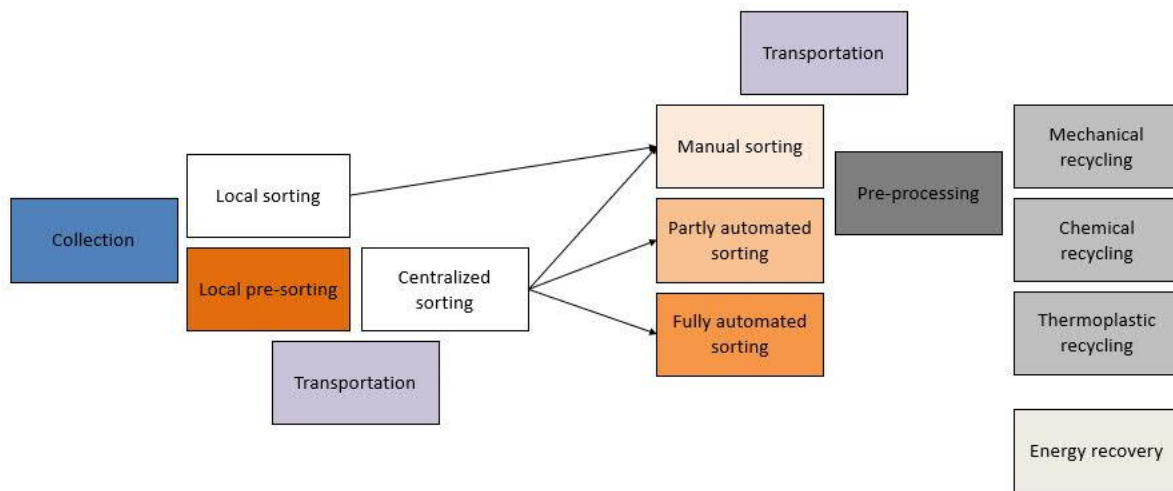 Transportation
Manual sorting
Mechanical
recycling
Local sorting
Pre-processing
Collection
Partly automated
sorting
Chemical
recycling
Local pre-sorting
Centralized
sorting
Fully automated
sorting
Thermoplastic
recycling
Transportation
Energy recovery